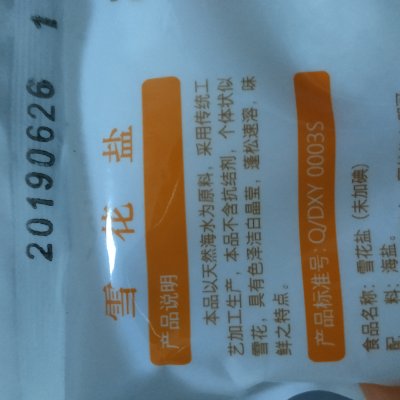 20190626 1
雪花盐
产品说明
本品以天然海水为原料，采用传统工
艺加工生产，本品不含抗结剂，个体状似
雪花，具有色泽洁白晶莹，蓬松速溶，味
鲜之特点。
产品标准号: Q/DXY 0003S
食品名称: 雪花盐（未加碘）
配 料: 海盐。